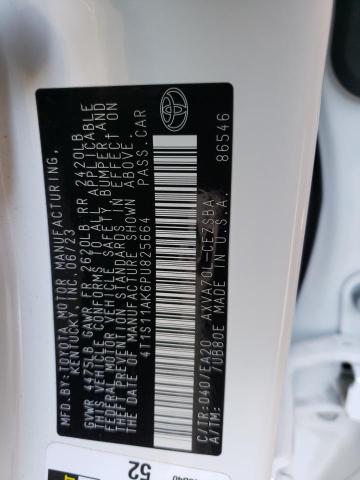 MFD.BY:TOYOTA MOTOR MANUFACTURING,
KENTUCKY, INC. 06/23
GVWR 4475LB GAWR FR 2620LB RR 2420LB
THIS VEHICLE CONFORMS TO ALL APPLICABLE
FEDERAL MOTOR VEHICLE SAFETY, BUMPER, AND
THEFT PREVENTION STANDARDS IN EFFECT ON
THE DATE OF MANUFACTURE SHOWN ABOVE.
4T1S11AK6PU825664 PASS.CAR
C/TR:040/EA20 AXVA70L-CEZSBA
A/TM: /UB80E MADE IN U.S.A. 86546
52